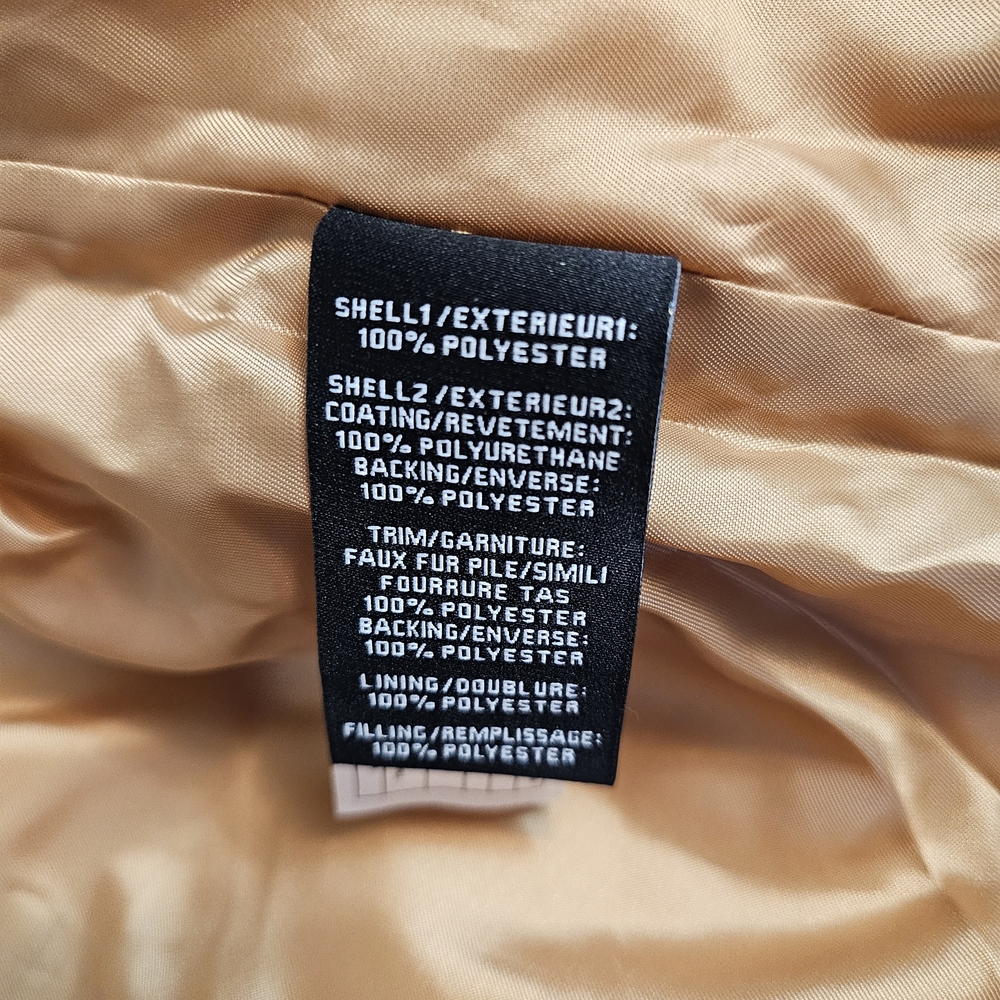 SHELL1/EXTERIEUR1:
100% POLYESTER
SHELL2/EXTERIEUR2:
COATING/REVETEMENT:
100% POLYURETHANE
BACKING/ENVERSE:
100% POLYESTER
TRIM/GARNITURE:
FAUX FUR PILE/SIMILI
FOURRURE TAS
100% POLYESTER
BACKING/ENVERSE:
100% POLYESTER
LINING/DOUBLURE:
100% POLYESTER
FILLING/REMPLISSAGE:
100% POLYESTER